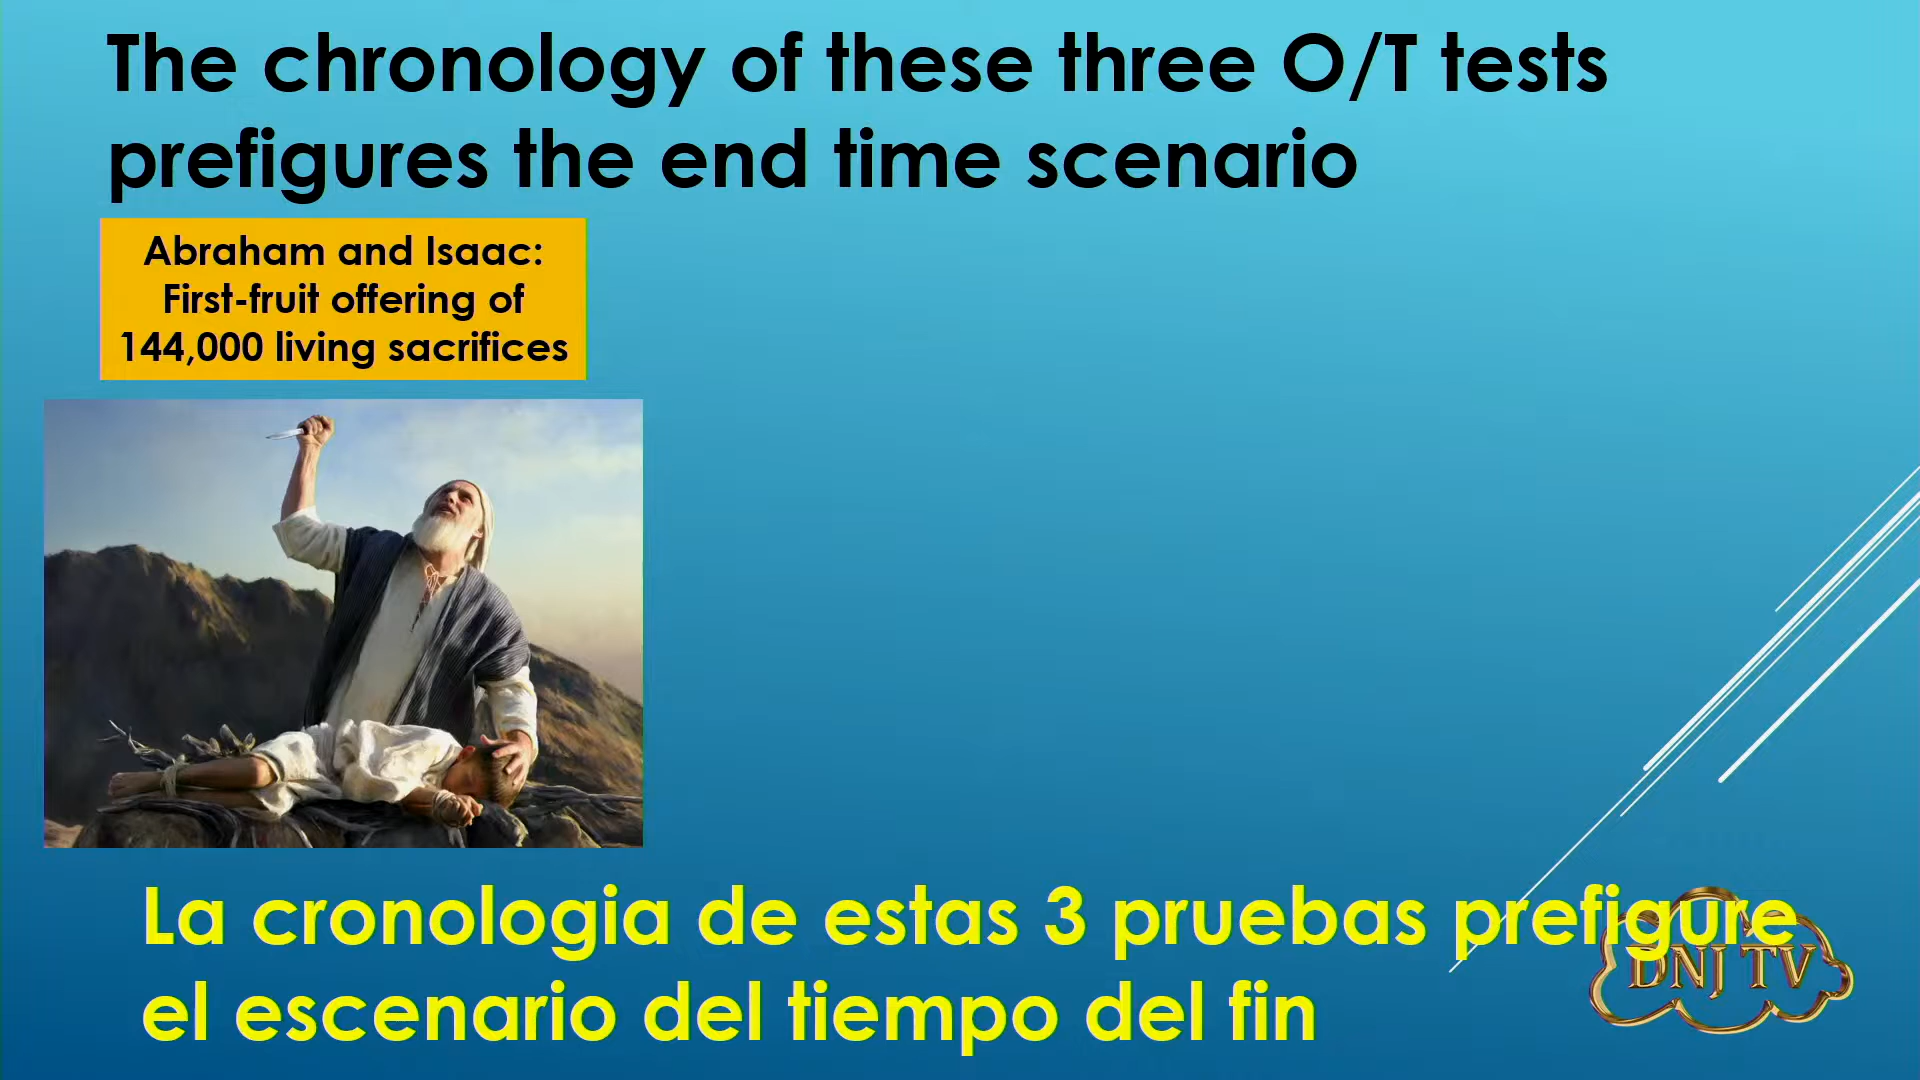 The chronology of these three O/T tests
prefigures the end time scenario
Abraham and Isaac:
First-fruit offering of
144,000 living sacrifices
La cronologia de estas 3 pruebas prefigure
el escenario del tiempo del fin
DNJ TV